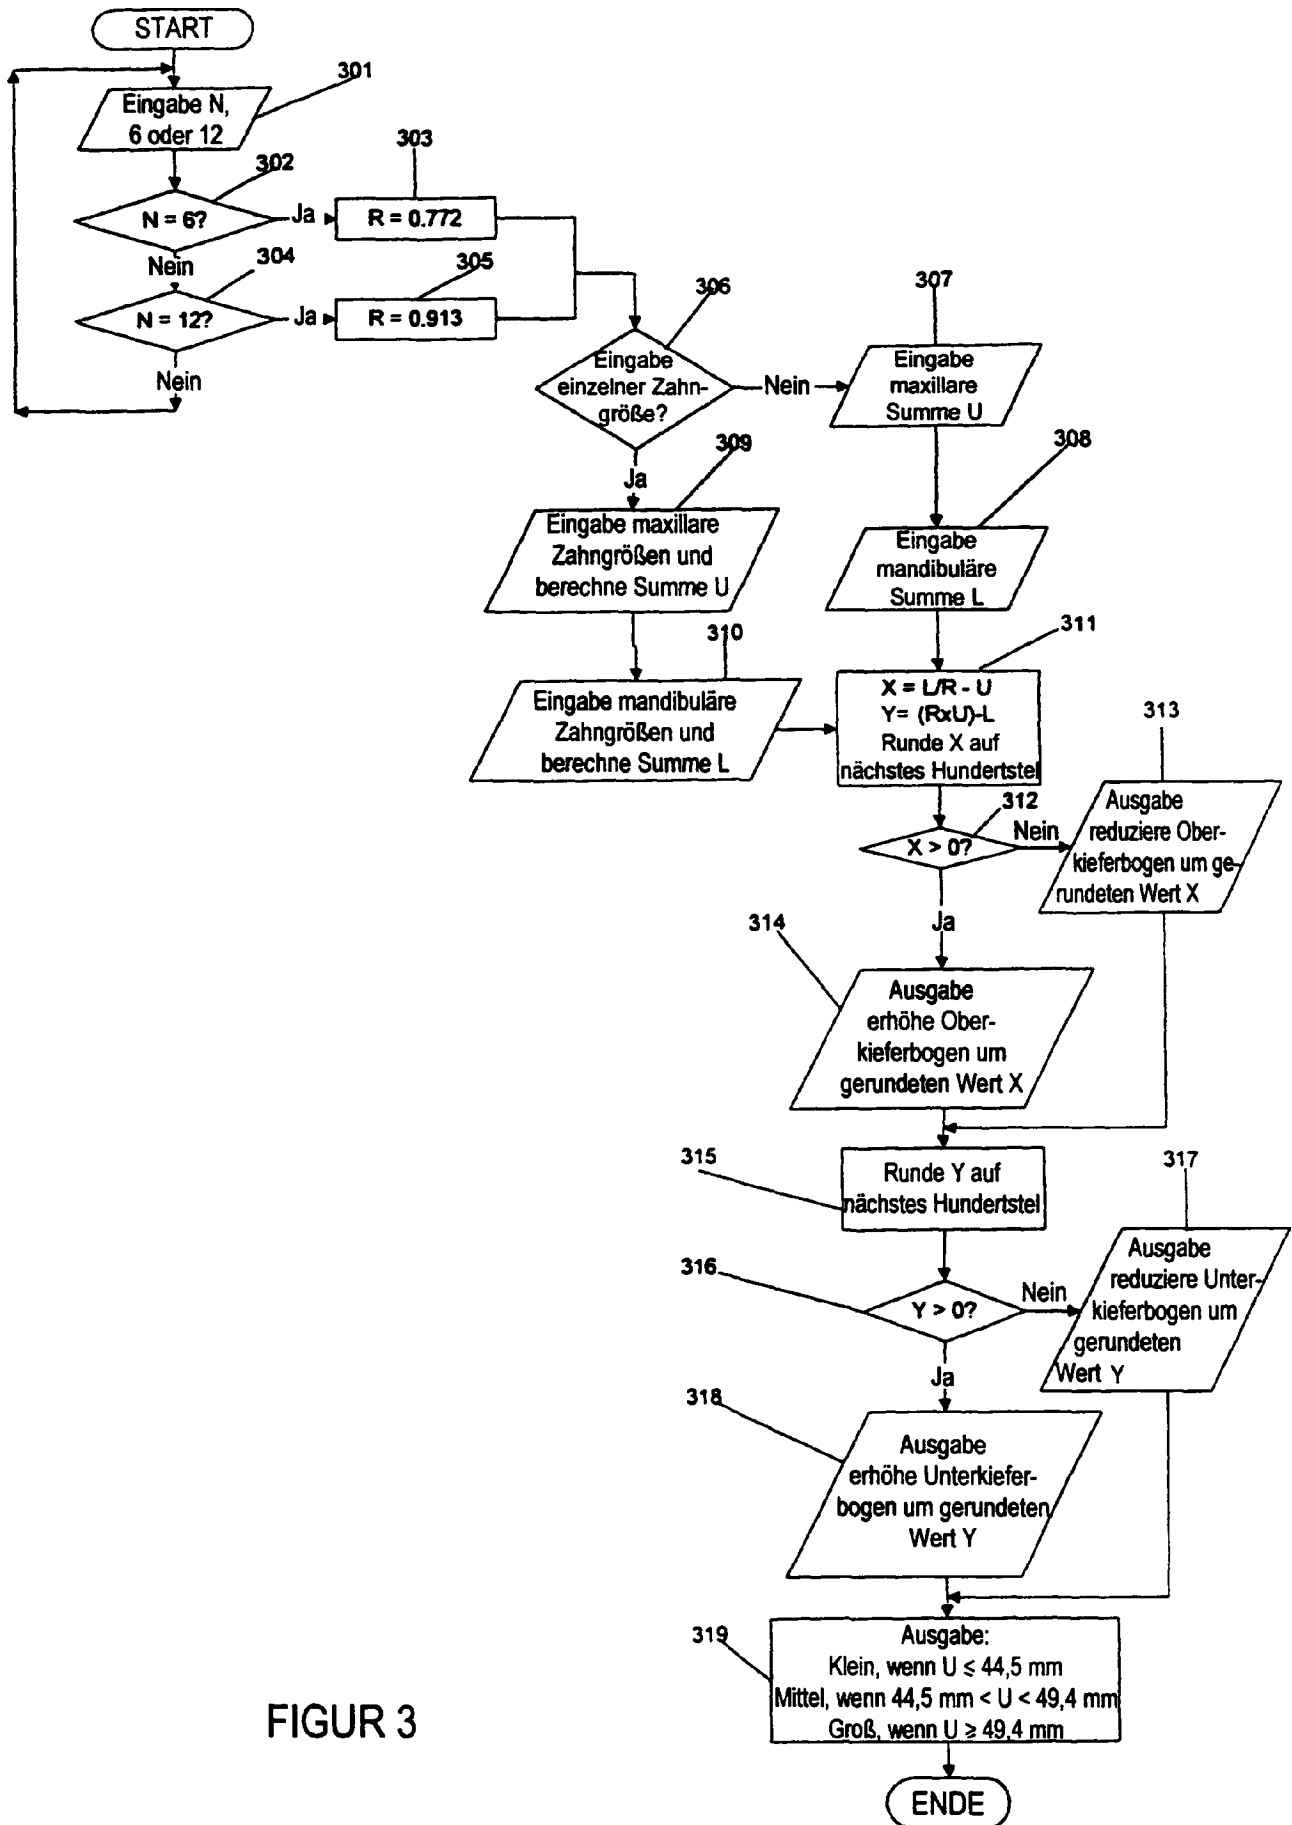 START
301
Eingabe N,
6 oder 12
302
N = 6?
Ja
303
R = 0.772
Nein
304
N = 12?
Ja
305
R = 0.913
Nein
306
Eingabe
einzelner Zahn-
größe?
Nein
307
Eingabe
maxillare
Summe U
308
Eingabe
mandibuläre
Summe L
Ja
309
Eingabe maxillare
Zahngrößen und
berechne Summe U
310
Eingabe mandibuläre
Zahngrößen und
berechne Summe L
311
X = L/R - U
Y= (RxU)-L
Runde X auf
nächstes Hundertstel
312
X > 0?
Nein
313
Ausgabe
reduziere Ober-
kieferbogen um ge-
rundeten Wert X
Ja
314
Ausgabe
erhöhe Ober-
kieferbogen um
gerundeten Wert X
315
Runde Y auf
nächstes Hundertstel
316
Y > 0?
Nein
317
Ausgabe
reduziere Unter-
kieferbogen um
gerundeten
Wert Y
Ja
318
Ausgabe
erhöhe Unterkiefer-
bogen um gerundeten
Wert Y
319
Ausgabe:
Klein, wenn U ≤ 44,5 mm
Mittel, wenn 44,5 mm < U < 49,4 mm
Groß, wenn U ≥ 49,4 mm
ENDE
FIGUR 3